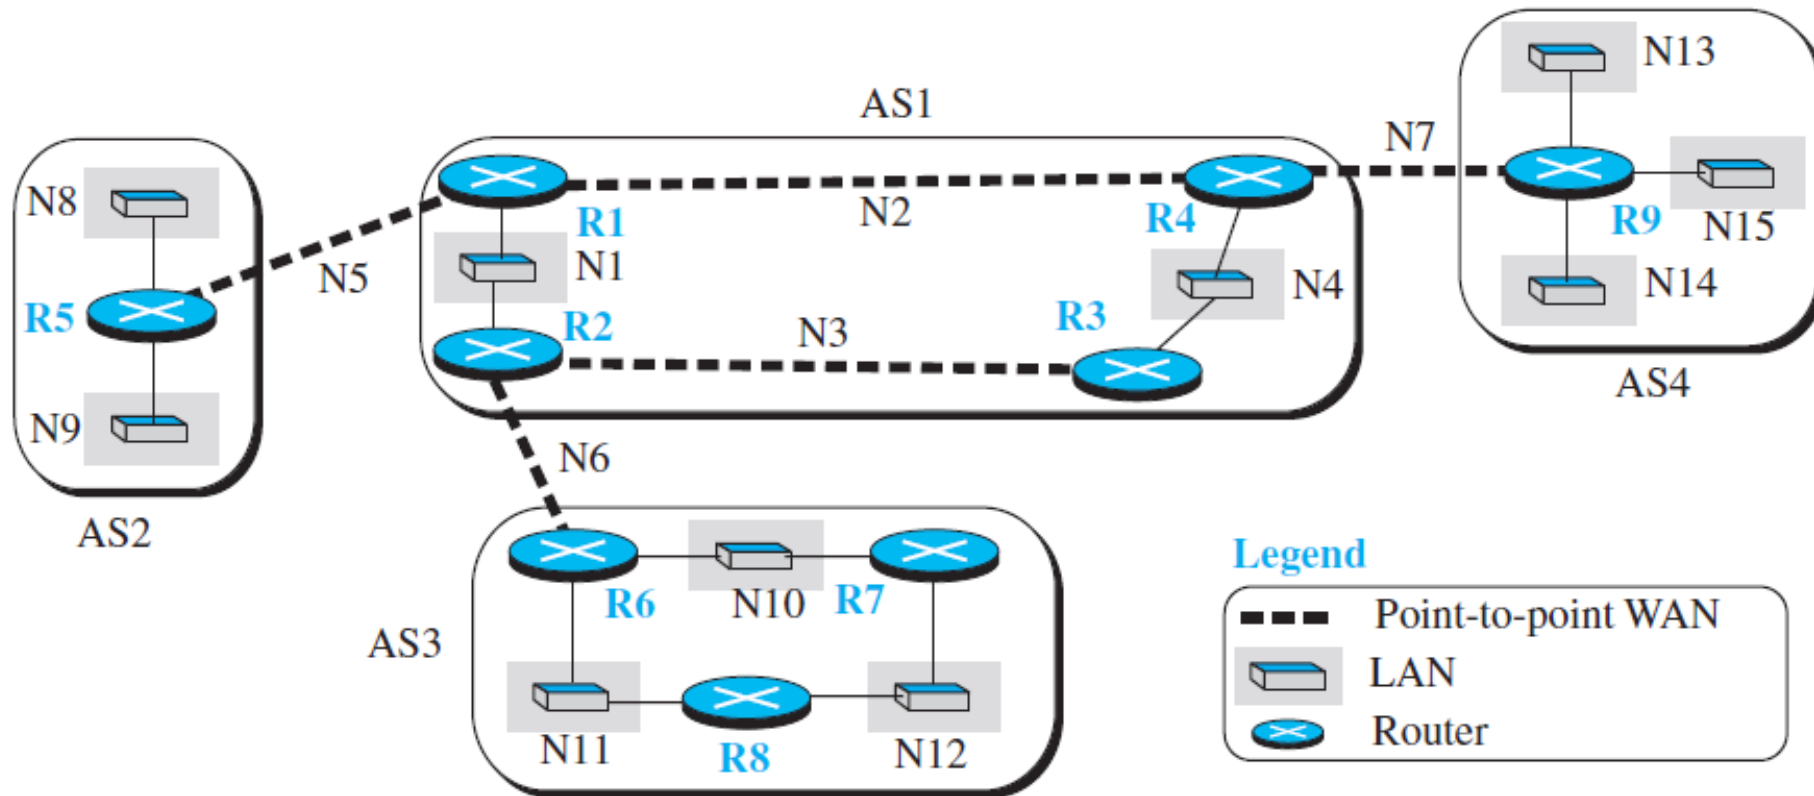 N13
AS1
N7
N8
R1
N2
R4
R9
N15
N5
N1
N4
N14
R5
R2
N3
R3
AS4
N9
N6
AS2
Legend
R6
N10
R7
Point-to-point WAN
AS3
LAN
N11
R8
N12
Router